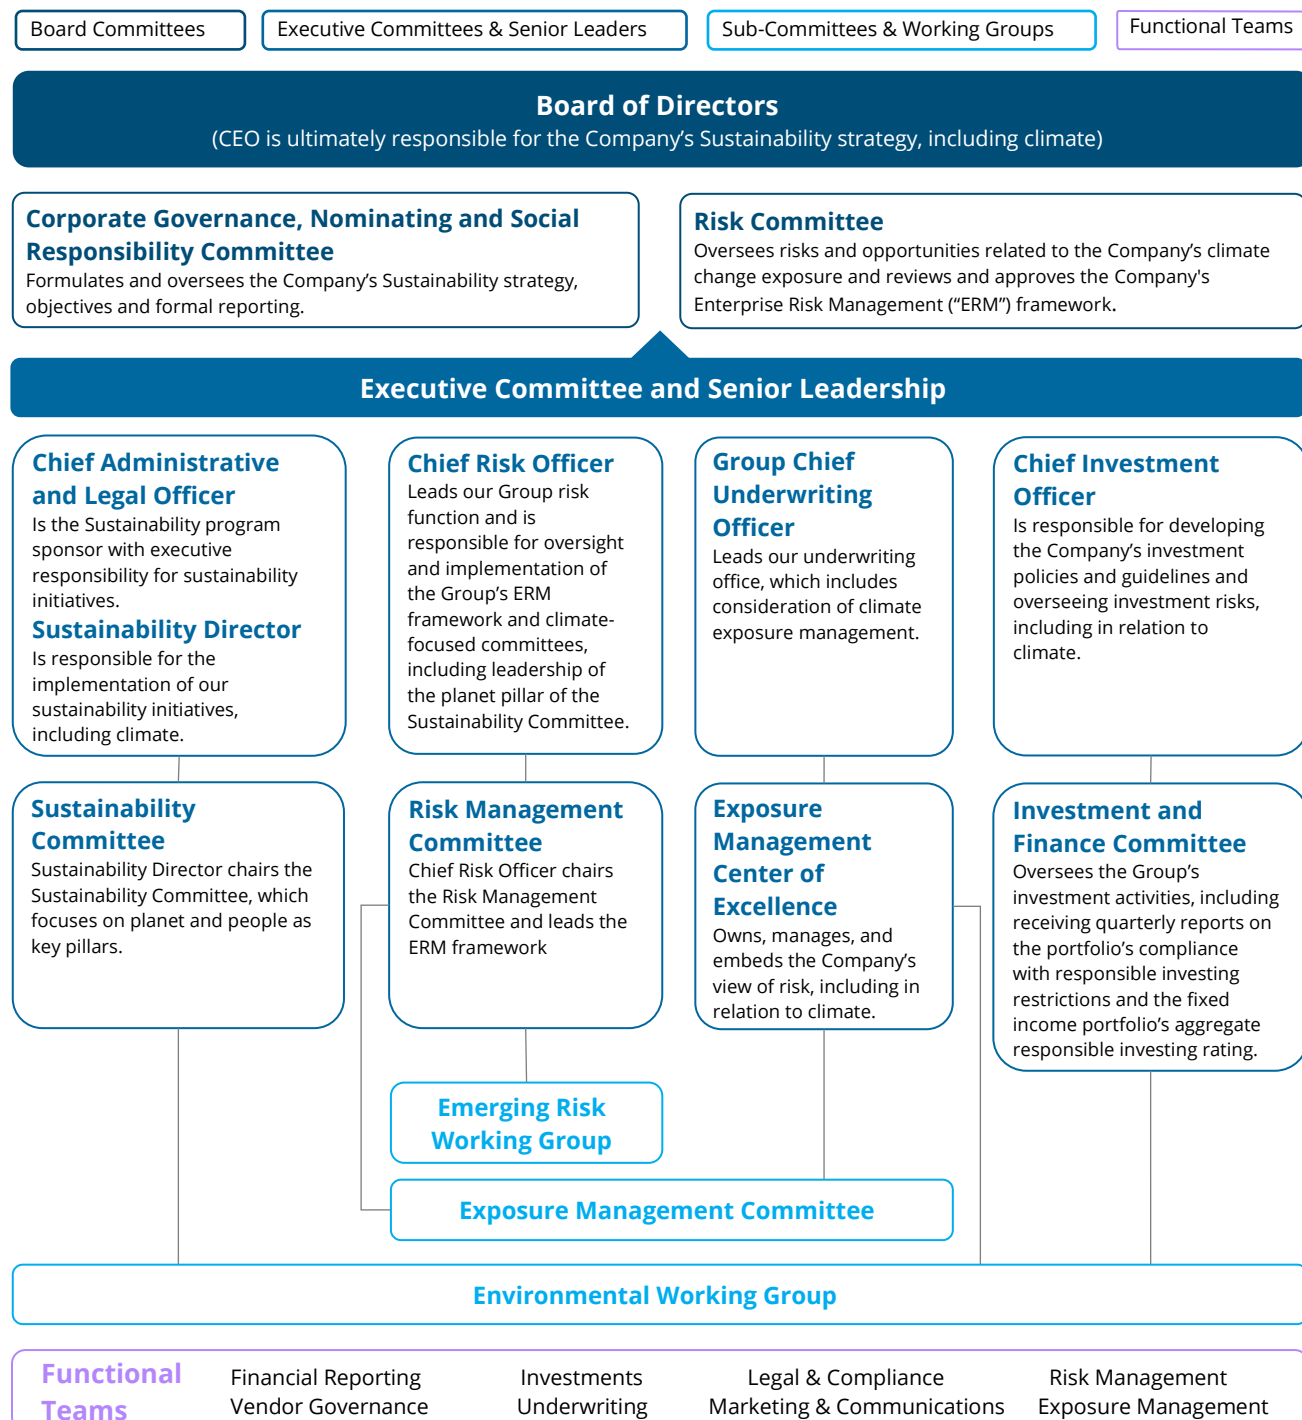 Board Committees
Executive Committees & Senior Leaders
Sub-Committees & Working Groups
Functional Teams
Board of Directors
(CEO is ultimately responsible for the Company’s Sustainability strategy, including climate)
Corporate Governance, Nominating and Social
Responsibility Committee
Formulates and oversees the Company’s Sustainability strategy,
objectives and formal reporting.
Risk Committee
Oversees risks and opportunities related to the Company’s climate
change exposure and reviews and approves the Company's
Enterprise Risk Management (“ERM”) framework.
Executive Committee and Senior Leadership
Chief Administrative
and Legal Officer
Is the Sustainability program
sponsor with executive
responsibility for sustainability
initiatives.
Sustainability Director
Is responsible for the
implementation of our
sustainability initiatives,
including climate.
Chief Risk Officer
Leads our Group risk
function and is
responsible for oversight
and implementation of
the Group’s ERM
framework and climate-
focused committees,
including leadership of
the planet pillar of the
Sustainability Committee.
Group Chief
Underwriting
Officer
Leads our underwriting
office, which includes
consideration of climate
exposure management.
Chief Investment
Officer
Is responsible for developing
the Company’s investment
policies and guidelines and
overseeing investment risks,
including in relation to
climate.
Sustainability
Committee
Sustainability Director chairs the
Sustainability Committee, which
focuses on planet and people as
key pillars.
Risk Management
Committee
Chief Risk Officer chairs
the Risk Management
Committee and leads the
ERM framework
Exposure
Management
Center of
Excellence
Owns, manages, and
embeds the Company’s
view of risk, including in
relation to climate.
Investment and
Finance Committee
Oversees the Group’s
investment activities, including
receiving quarterly reports on
the portfolio’s compliance
with responsible investing
restrictions and the fixed
income portfolio’s aggregate
responsible investing rating.
Emerging Risk
Working Group
Exposure Management Committee
Environmental Working Group
Functional
Teams
Financial Reporting
Vendor Governance
Investments
Underwriting
Legal & Compliance
Marketing & Communications
Risk Management
Exposure Management